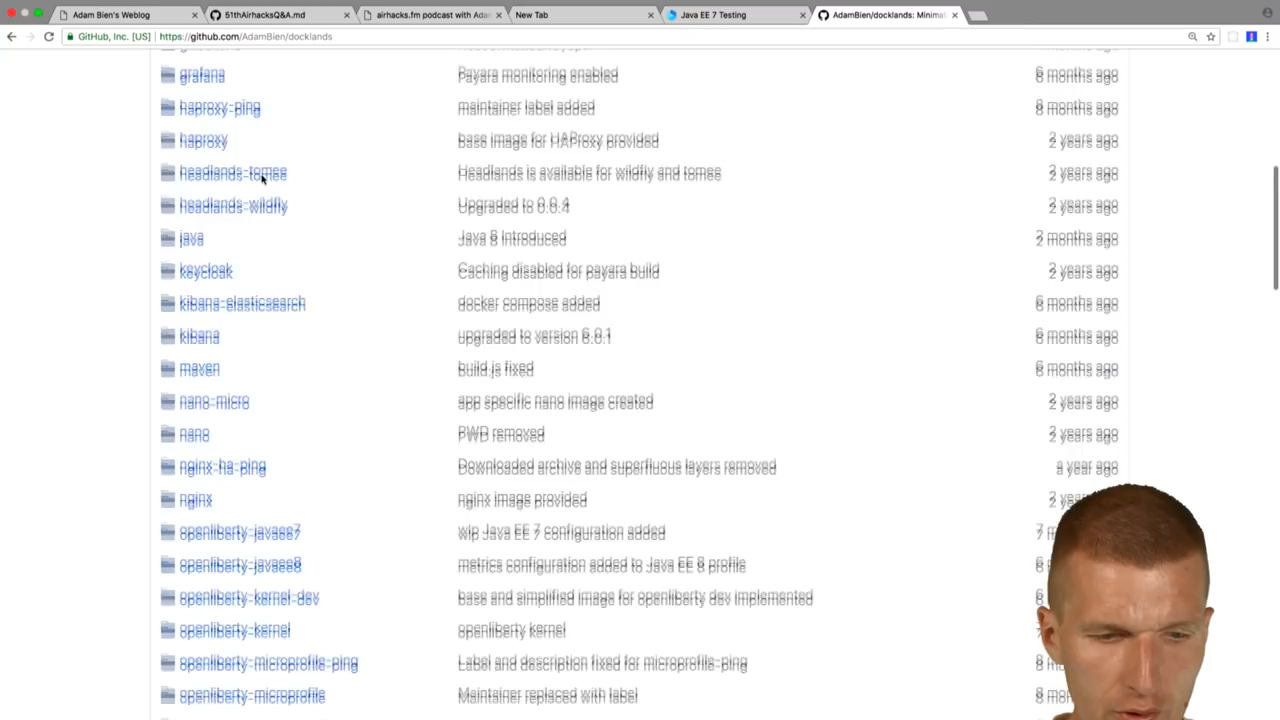 Adam Bien's Weblog
51thAirhacksQ&A.md
airhacks.fm podcast with Adam
New Tab
Java EE 7 Testing
AdamBien/docklands: Minimal
GitHub, Inc. [US] https://github.com/AdamBien/docklands
grafana Payara monitoring enabled 6 months ago
haproxy-ping maintainer label added 8 months ago
haproxy base image for HAProxy provided 2 years ago
headlands-tomee Headlands is available for wildfly and tomee 2 years ago
headlands-wildfly Upgraded to 0.0.4 2 years ago
java Java 8 Introduced 2 months ago
keycloak Caching disabled for payara build 2 years ago
kibana-elasticsearch docker compose added 6 months ago
kibana upgraded to version 6.0.1 6 months ago
maven build.js fixed 6 months ago
nano-micro app specific nano image created 2 years ago
nano PWD removed 2 years ago
nginx-ha-ping Downloaded archive and superfluous layers removed a year ago
nginx nginx image provided 2 years
openliberty-javaee7 wlp Java EE 7 configuration added 7 m
openliberty-javaee8 metrics configuration added to Java EE 8 profile
openliberty-kernel-dev base and simplified image for openliberty dev implemented
openliberty-kernel openliberty kernel
openliberty-microprofile-ping Label and description fixed for microprofile-ping 8 mo
openliberty-microprofile Maintainer replaced with label 8 mon